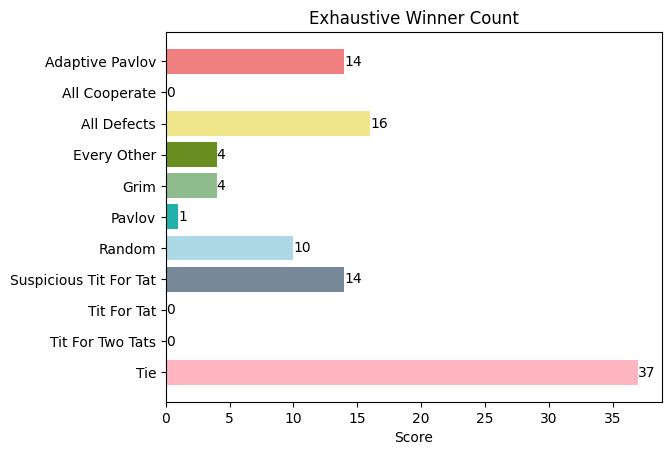 Exhaustive Winner Count
Adaptive Pavlov 14
All Cooperate 0
All Defects 16
Every Other 4
Grim 4
Pavlov 1
Random 10
Suspicious Tit For Tat 14
Tit For Tat 0
Tit For Two Tats 0
Tie 37
0 5 10 15 20 25 30 35
Score